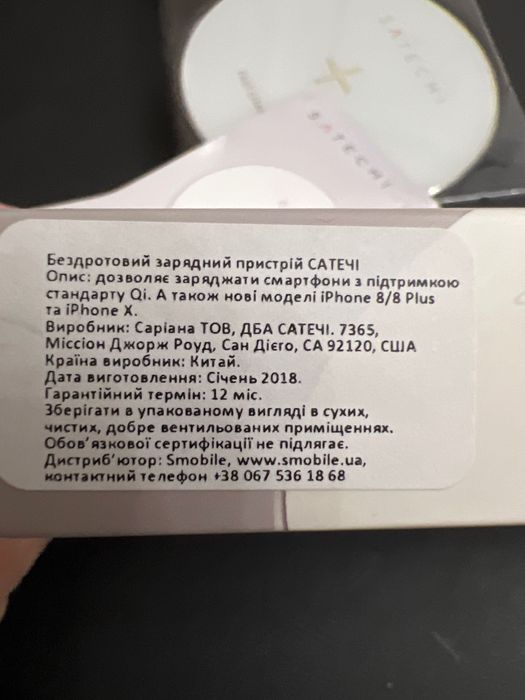 SATECHI
SATECHI
Бездротовий зарядний пристрій САТЕЧІ
Опис: дозволяє заряджати смартфони з підтримкою
стандарту Qi. А також нові моделі iPhone 8/8 Plus
та iPhone X.
Виробник: Саріана ТОВ, ДБА САТЕЧІ. 7365,
Міссіон Джорж Роуд, Сан Дієго, СА 92120, США
Країна виробник: Китай.
Дата виготовлення: Січень 2018.
Гарантійний термін: 12 міс.
Зберігати в упакованому вигляді в сухих,
чистих, добре вентильованих приміщеннях.
Обов'язкової сертифікації не підлягає.
Дистриб'ютор: Smobile, www.smobile.ua,
контактний телефон +38 067 536 18 68